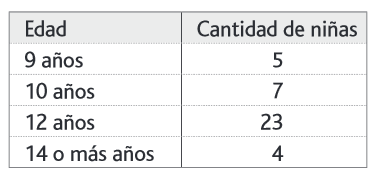 Edad Cantidad de niñas
9 años 5
10 años 7
12 años 23
14 o más años 4